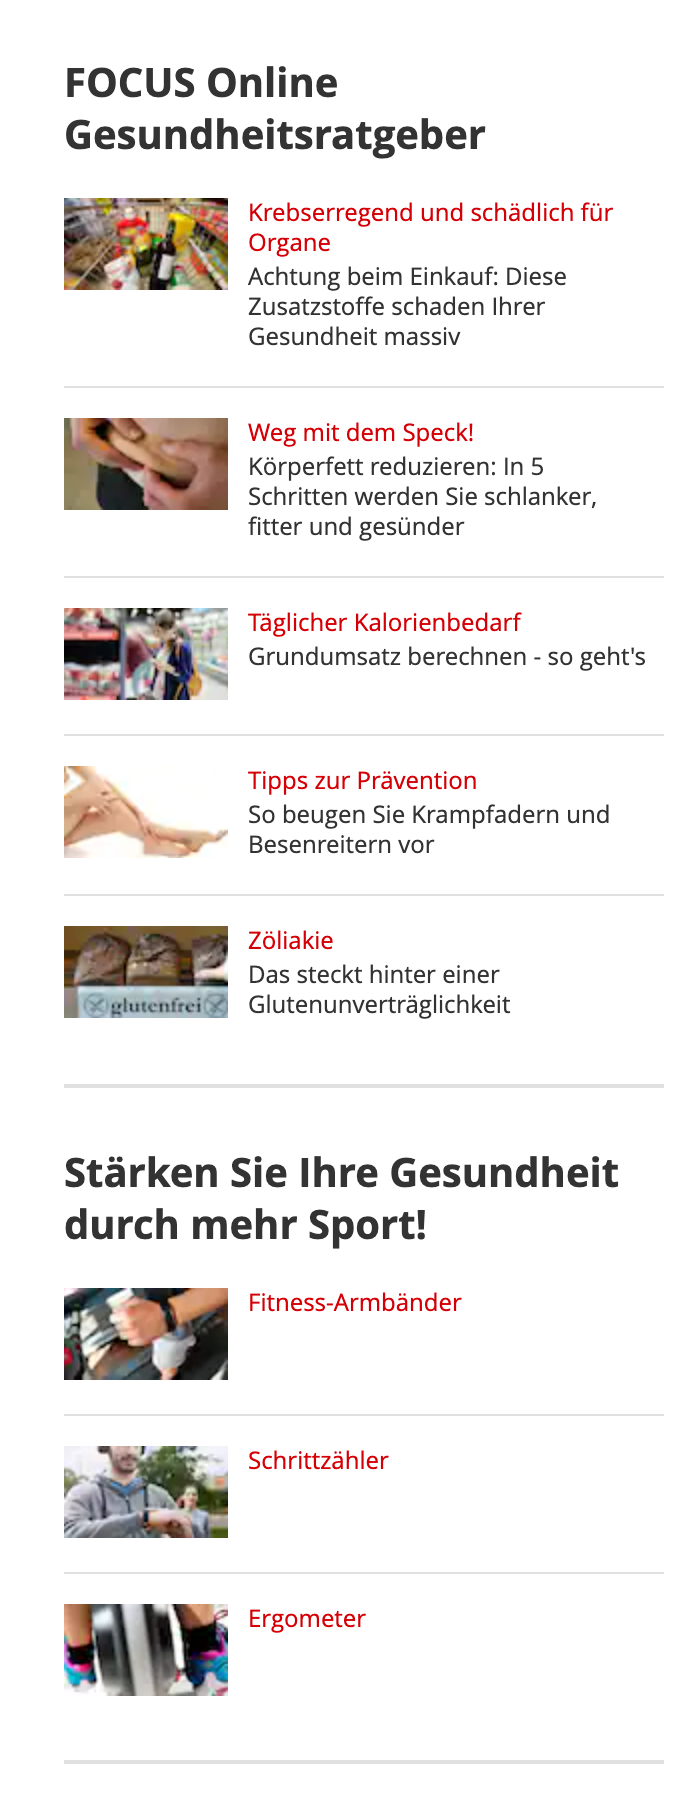 FOCUS Online
Gesundheitsratgeber
Krebserregend und schädlich für
Organe
Achtung beim Einkauf: Diese
Zusatzstoffe schaden Ihrer
Gesundheit massiv
Weg mit dem Speck!
Körperfett reduzieren: In 5
Schritten werden Sie schlanker,
fitter und gesünder
Täglicher Kalorienbedarf
Grundumsatz berechnen - so geht's
Tipps zur Prävention
So beugen Sie Krampfadern und
Besenreitern vor
glutenfrei
Zöliakie
Das steckt hinter einer
Glutenunverträglichkeit
Stärken Sie Ihre Gesundheit
durch mehr Sport!
Fitness-Armbänder
Schrittzähler
Ergometer